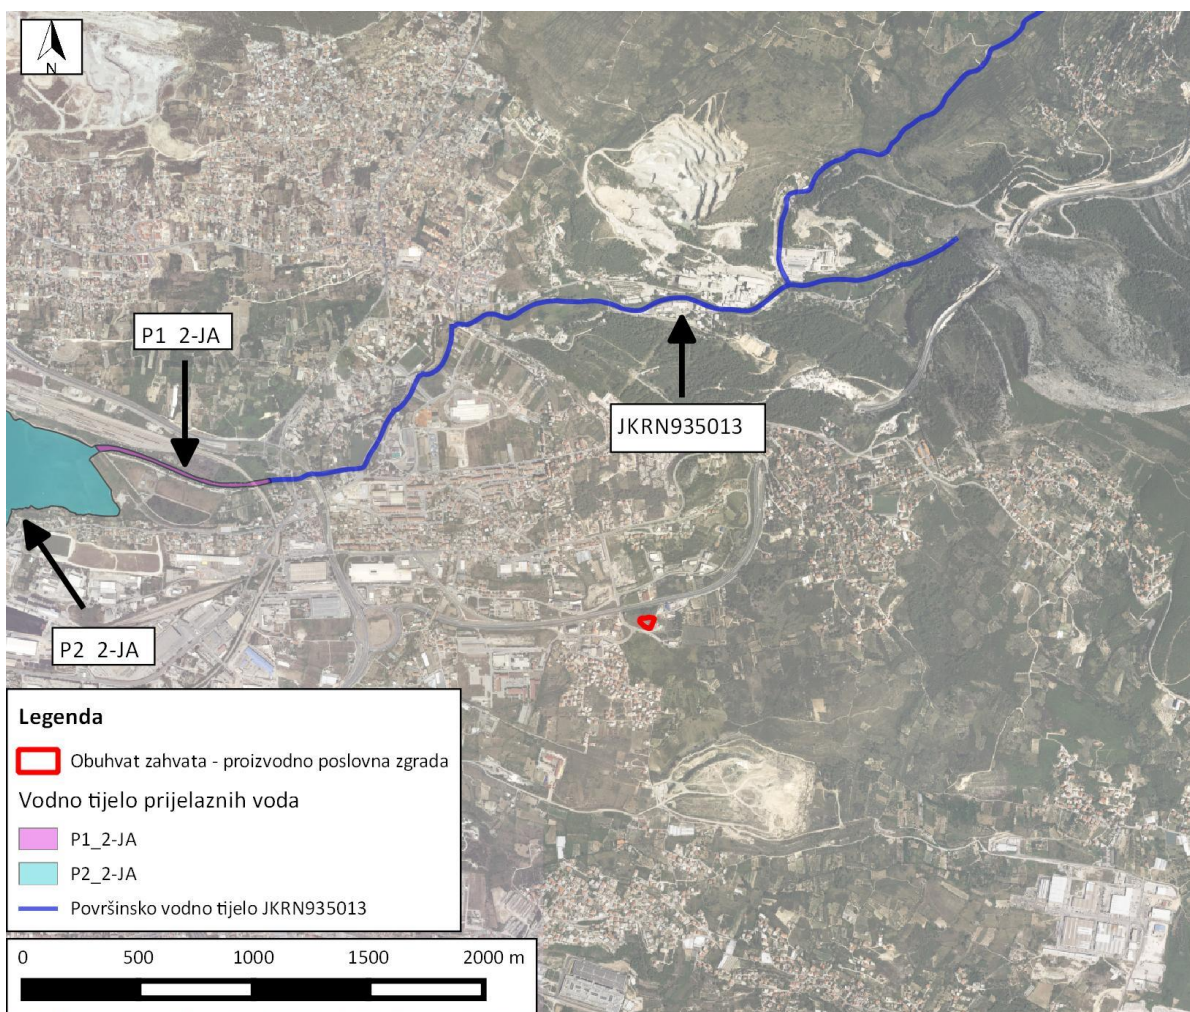 N
P1 2-JA
JKRN935013
P2 2-JA
Legenda
Obuhvat zahvata - proizvodno poslovna zgrada
Vodno tijelo prijelaznih voda
P1_2-JA
P2_2-JA
Površinsko vodno tijelo JKRN935013
0 500 1000 1500 2000 m